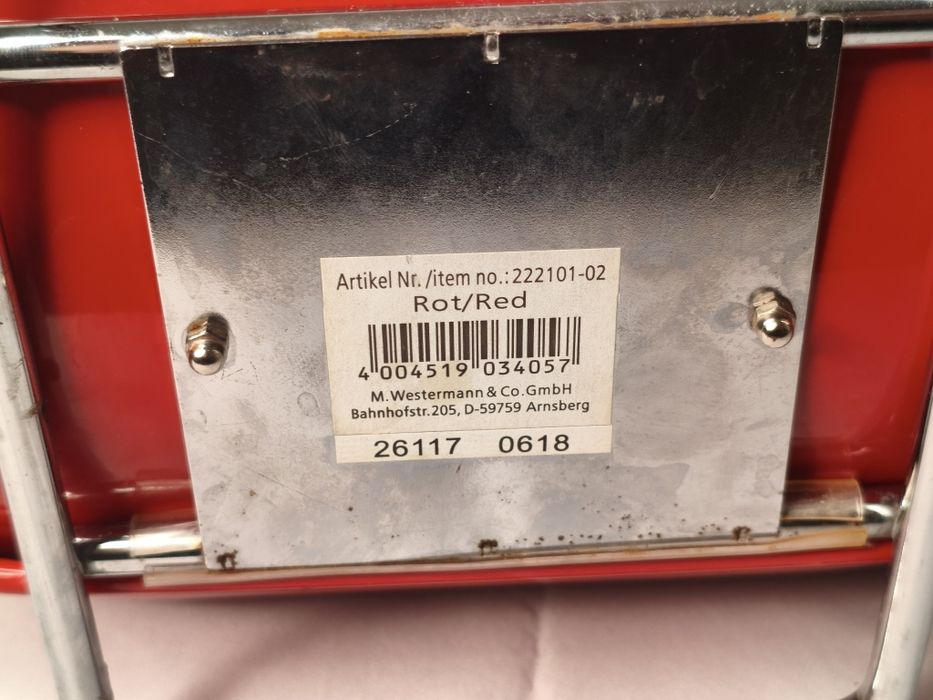 Artikel Nr./item no.:222101-02
Rot/Red
4 004519 034057
M.Westermann & Co.GmbH
Bahnhofstr.205, D-59759 Arnsberg
26117 0618